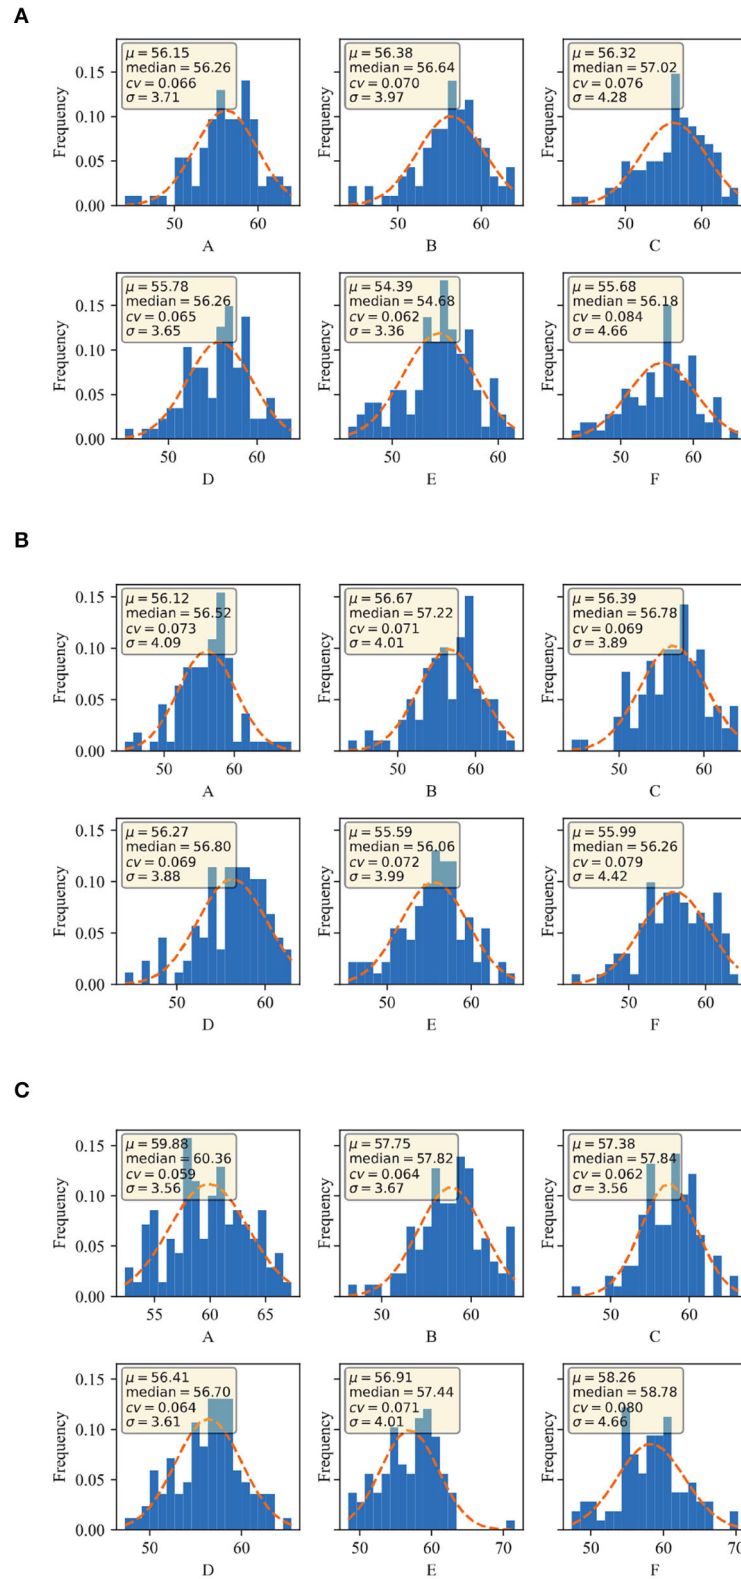 A
μ = 56.15
median = 56.26
cv = 0.066
σ = 3.71
μ = 56.38
median = 56.64
cv = 0.070
σ = 3.97
μ = 56.32
median = 57.02
cv = 0.076
σ = 4.28
Frequency
0.15
0.10
0.05
0.00
50 60
50 60
50 60
A B C
μ = 55.78
median = 56.26
cv = 0.065
σ = 3.65
μ = 54.39
median = 54.68
cv = 0.062
σ = 3.36
μ = 55.68
median = 56.18
cv = 0.084
σ = 4.66
Frequency
0.15
0.10
0.05
0.00
50 60
50 60
50 60
D E F
B
μ = 56.12
median = 56.52
cv = 0.073
σ = 4.09
μ = 56.67
median = 57.22
cv = 0.071
σ = 4.01
μ = 56.39
median = 56.78
cv = 0.069
σ = 3.89
Frequency
0.15
0.10
0.05
0.00
50 60
50 60
50 60
A B C
μ = 56.27
median = 56.80
cv = 0.069
σ = 3.88
μ = 55.59
median = 56.06
cv = 0.072
σ = 3.99
μ = 55.99
median = 56.26
cv = 0.079
σ = 4.42
Frequency
0.15
0.10
0.05
0.00
50 60
50 60
50 60
D E F
C
μ = 59.88
median = 60.36
cv = 0.059
σ = 3.56
μ = 57.75
median = 57.82
cv = 0.064
σ = 3.67
μ = 57.38
median = 57.84
cv = 0.062
σ = 3.56
Frequency
0.15
0.10
0.05
0.00
55 60 65
50 60
50 60
A B C
μ = 56.41
median = 56.70
cv = 0.064
σ = 3.61
μ = 56.91
median = 57.44
cv = 0.071
σ = 4.01
μ = 58.26
median = 58.78
cv = 0.080
σ = 4.66
Frequency
0.15
0.10
0.05
0.00
50 60
50 60 70
50 60 70
D E F